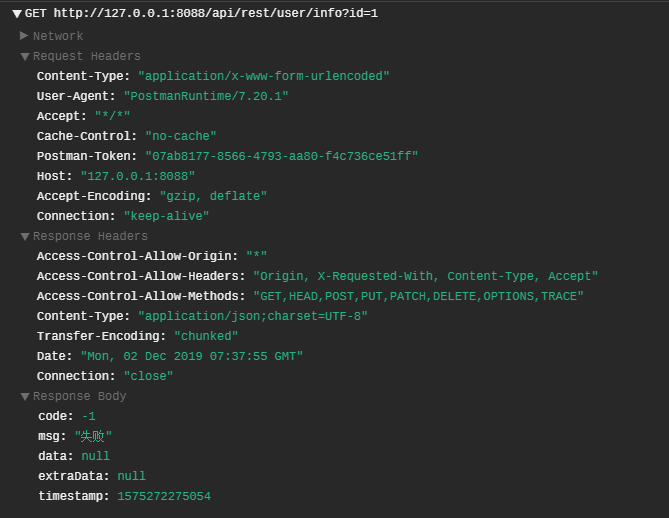 GET http://127.0.0.1:8088/api/rest/user/info?id=1
Network
Request Headers
Content-Type: "application/x-www-form-urlencoded"
User-Agent: "PostmanRuntime/7.20.1"
Accept: "*/*"
Cache-Control: "no-cache"
Postman-Token: "07ab8177-8566-4793-aa80-f4c736ce51ff"
Host: "127.0.0.1:8088"
Accept-Encoding: "gzip, deflate"
Connection: "keep-alive"
Response Headers
Access-Control-Allow-Origin: "*"
Access-Control-Allow-Headers: "Origin, X-Requested-With, Content-Type, Accept"
Access-Control-Allow-Methods: "GET,HEAD,POST,PUT,PATCH,DELETE,OPTIONS,TRACE"
Content-Type: "application/json;charset=UTF-8"
Transfer-Encoding: "chunked"
Date: "Mon, 02 Dec 2019 07:37:55 GMT"
Connection: "close"
Response Body
code: -1
msg: "失败"
data: null
extraData: null
timestamp: 1575272275054